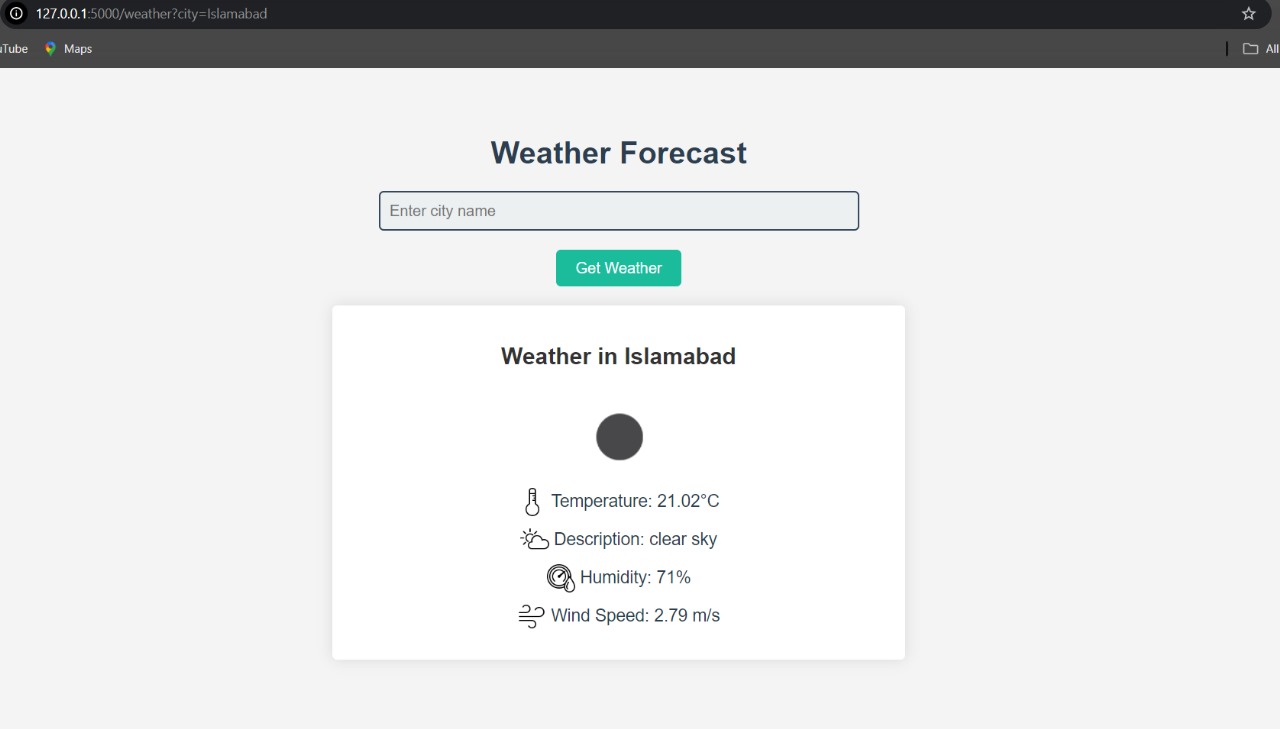 127.0.0.1:5000/weather?city=Islamabad
uTube Maps All
Weather Forecast
Enter city name
Get Weather
Weather in Islamabad
Temperature: 21.02°C
Description: clear sky
Humidity: 71%
Wind Speed: 2.79 m/s